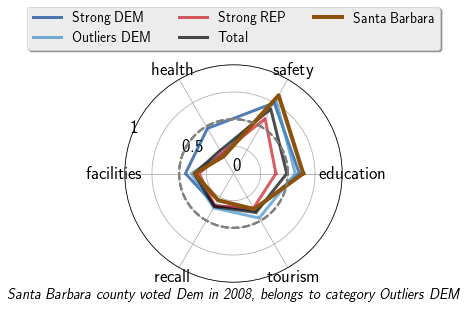 Strong DEM
Outliers DEM
Strong REP
Total
Santa Barbara
health
safety
1
0.5
0
facilities
education
recall
tourism
Santa Barbara county voted Dem in 2008, belongs to category Outliers DEM